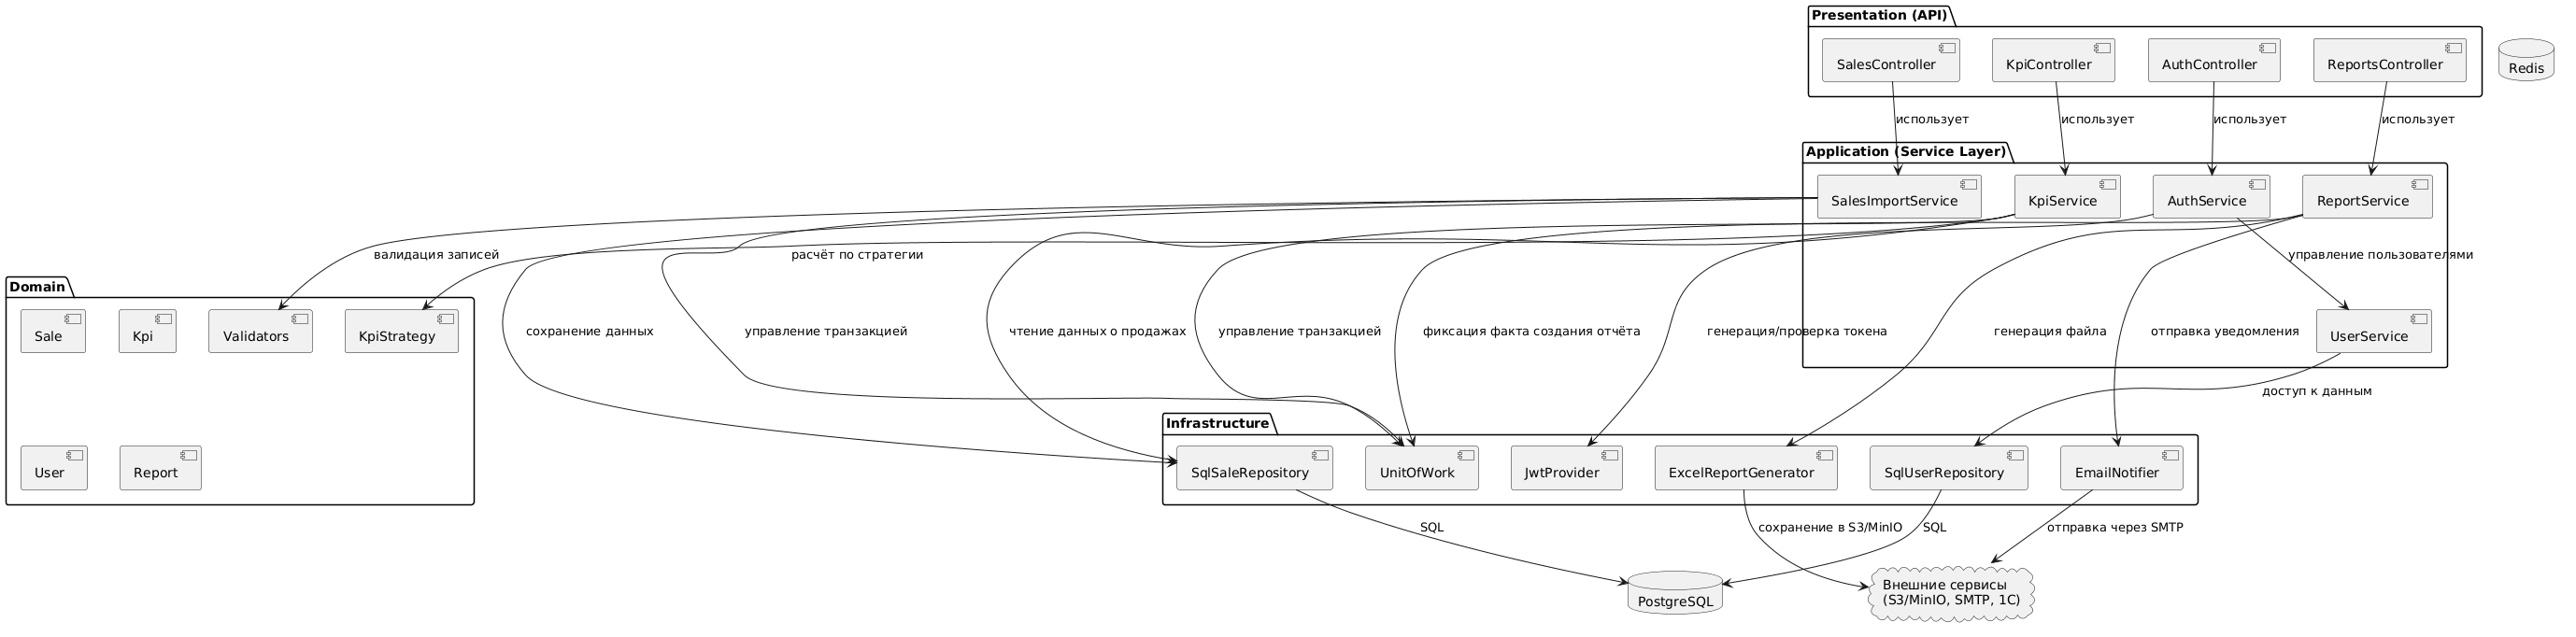 Presentation (API)
SalesController
KpiController
AuthController
ReportsController
Redis
использует
использует
использует
использует
Application (Service Layer)
SalesImportService
KpiService
AuthService
ReportService
валидация записей
расчёт по стратегии
управление пользователями
Domain
Sale
Kpi
Validators
KpiStrategy
сохранение данных
управление транзакцией
чтение данных о продажах
управление транзакцией
фиксация факта создания отчёта
генерация/проверка токена
генерация файла
отправка уведомления
UserService
доступ к данным
Infrastructure
User
Report
SqlSaleRepository
UnitOfWork
JwtProvider
ExcelReportGenerator
SqlUserRepository
EmailNotifier
SQL
сохранение в S3/MinIO
SQL
отправка через SMTP
PostgreSQL
Внешние сервисы
(S3/MinIO, SMTP, 1C)